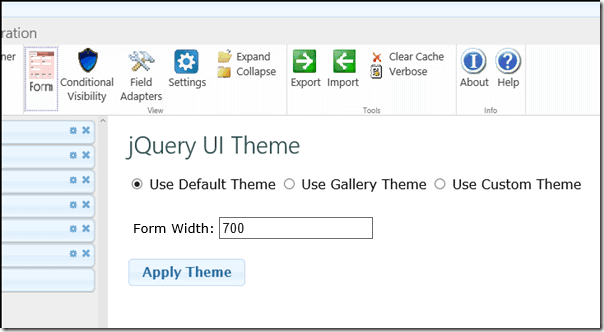 ration
ner Form Conditional Visibility Field Adapters Settings Expand Collapse Export Import Clear Cache Verbose About Help
View Tools Info
jQuery UI Theme
Use Default Theme Use Gallery Theme Use Custom Theme
Form Width: 700
Apply Theme